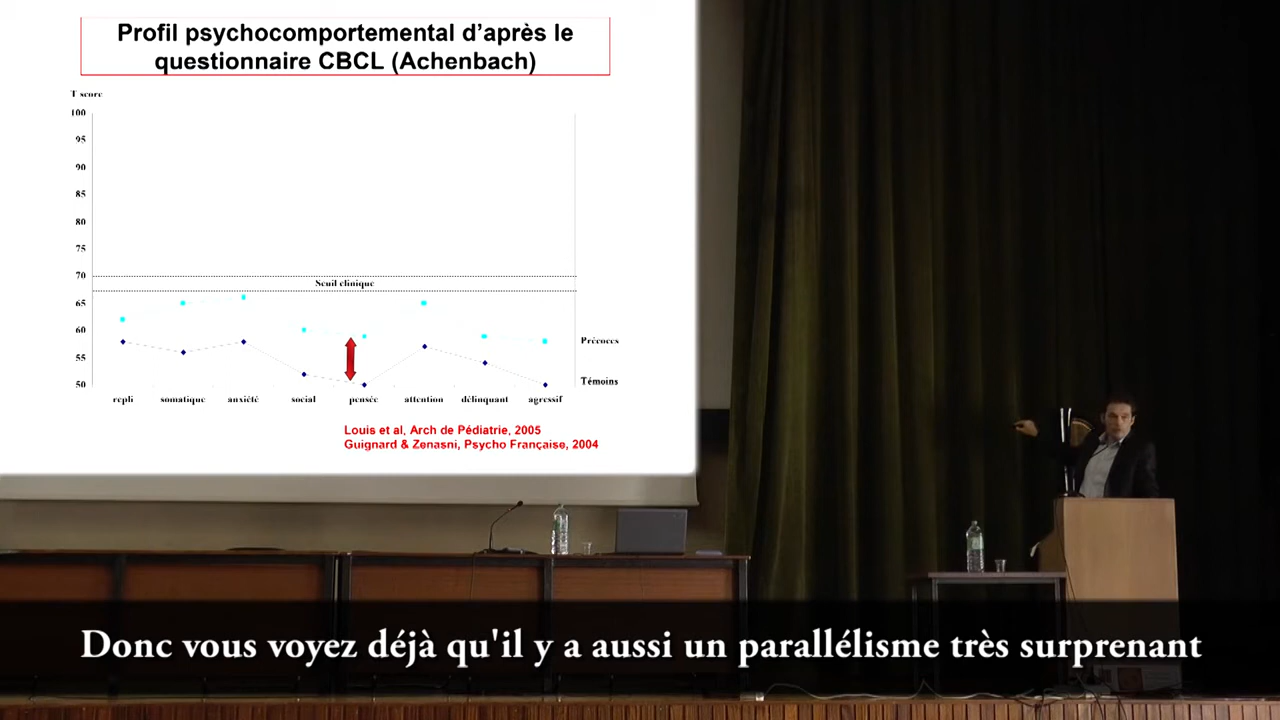 Profil psychocomportemental d'après le
questionnaire CBCL (Achenbach)
T score
100
95
90
85
80
75
70
Seuil clinique
65
60
Précoces
55
Témoins
50
repli somatique anxiété social pensée attention délinquant agressif
Louis et al, Arch de Pédiatrie, 2005
Guignard & Zenasni, Psycho Française, 2004
Donc vous voyez déjà qu'il y a aussi un parallélisme très surprenant